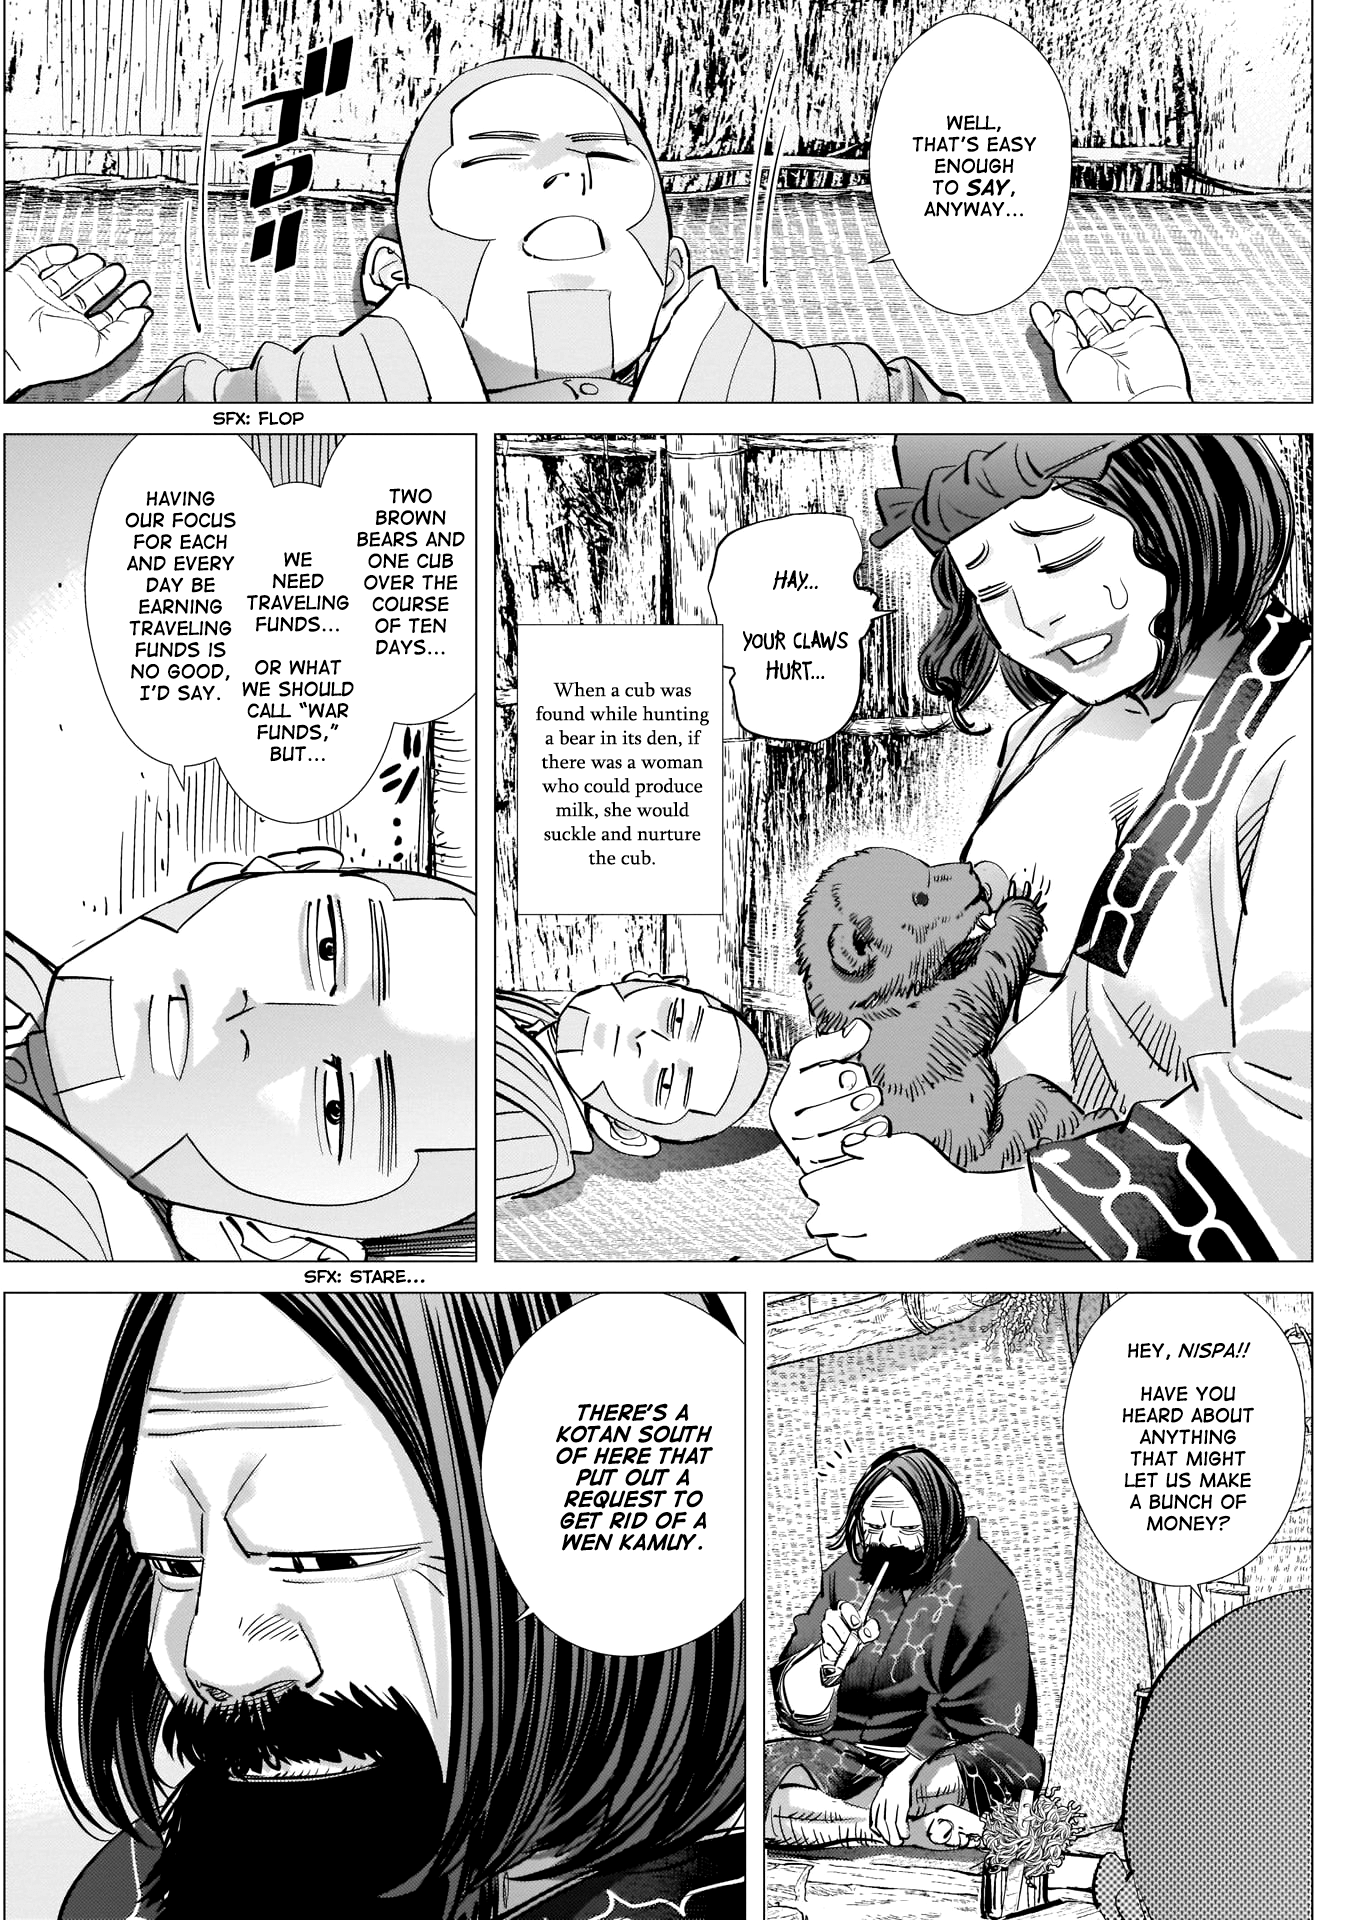 WELL,
THAT'S EASY
ENOUGH
TO SAY,
ANYWAY...
ゴロリ
SFX: FLOP
HAY...
YOUR CLAWS
HURT...
When a cub was
found while hunting
a bear in its den, if
there was a woman
who could produce
milk, she would
suckle and nurture
the cub.
TWO
BROWN
BEARS AND
ONE CUB
OVER THE
COURSE
OF TEN
DAYS...
WE
NEED
TRAVELING
FUNDS...
OR WHAT
WE SHOULD
CALL "WAR
FUNDS,"
BUT...
HAVING
OUR FOCUS
FOR EACH
AND EVERY
DAY BE
EARNING
TRAVELING
FUNDS IS
NO GOOD,
I'D SAY.
じ...
SFX: STARE...
HEY, NISPA!!
HAVE YOU
HEARD ABOUT
ANYTHING
THAT MIGHT
LET US MAKE
A BUNCH OF
MONEY?
THERE'S A
KOTAN SOUTH
OF HERE THAT
PUT OUT A
REQUEST TO
GET RID OF A
WEN KAMUY.